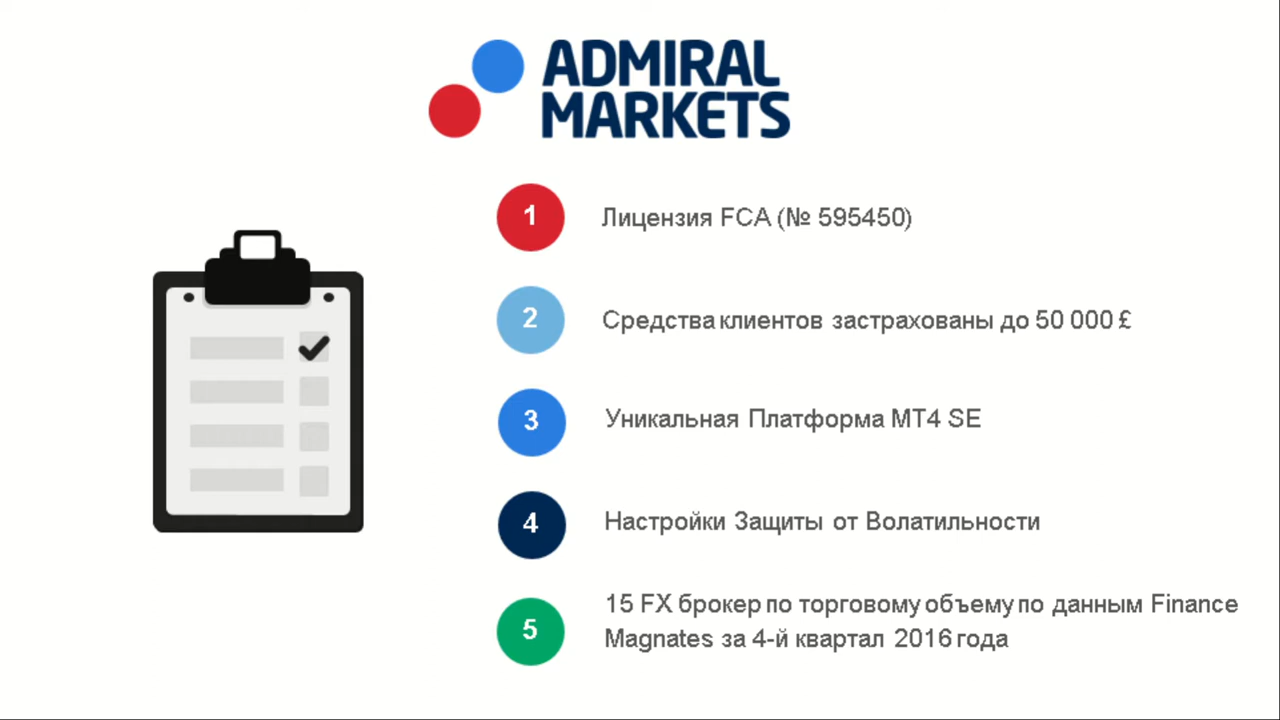 ADMIRAL
MARKETS
1 Лицензия FCA (№ 595450)
2 Средства клиентов застрахованы до 50 000 £
3 Уникальная Платформа MT4 SE
4 Настройки Защиты от Волатильности
5 15 FX брокер по торговому объему по данным Finance
Magnates за 4-й квартал 2016 года